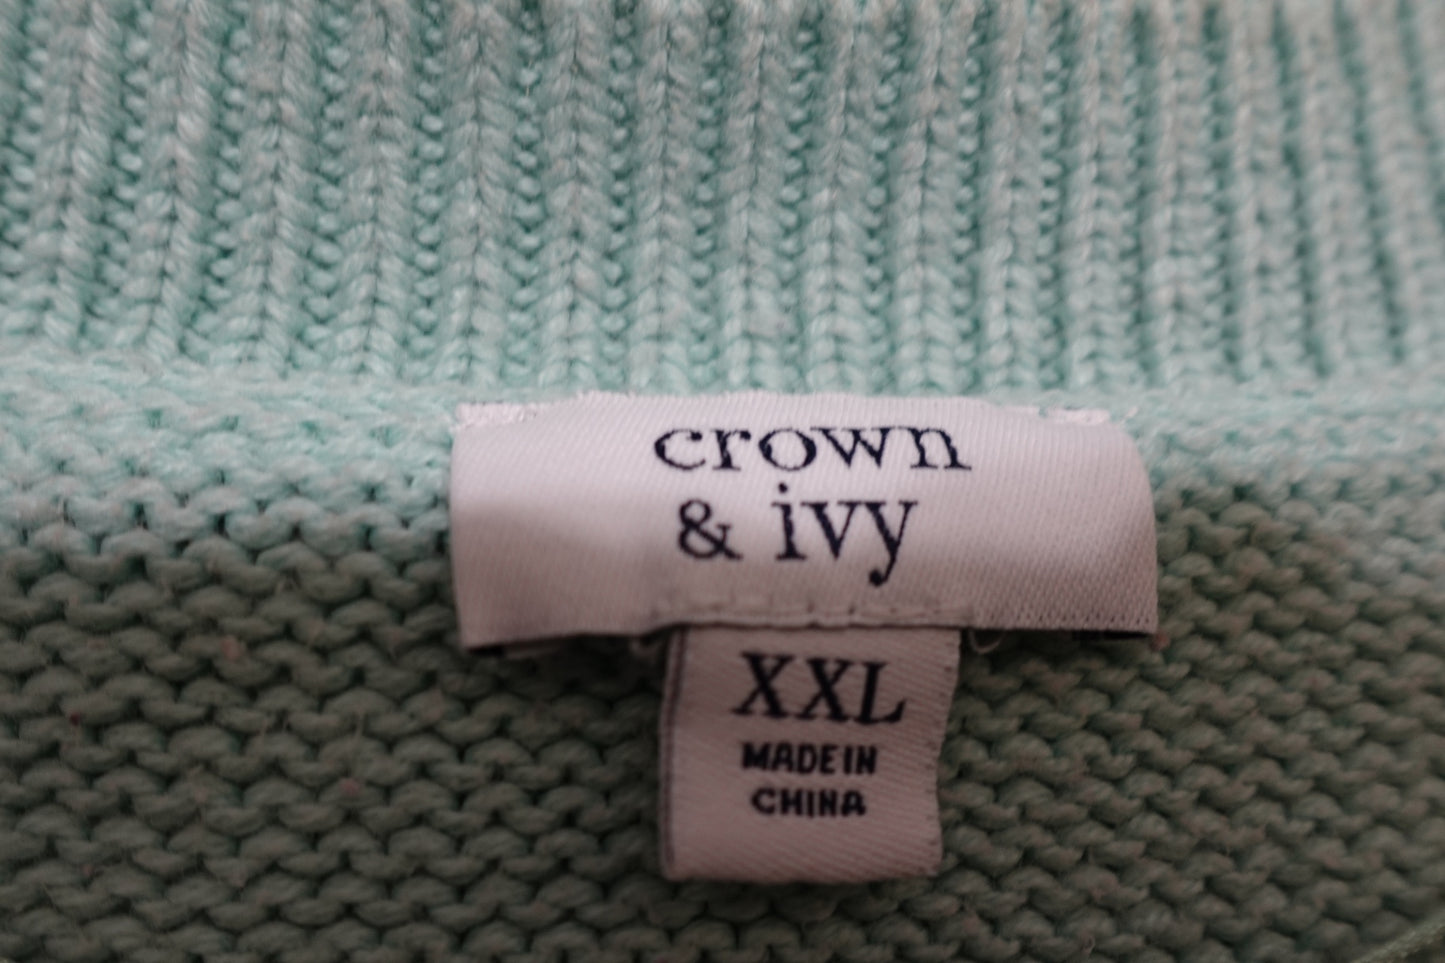 crown
& ivy
XXL
MADE IN
CHINA